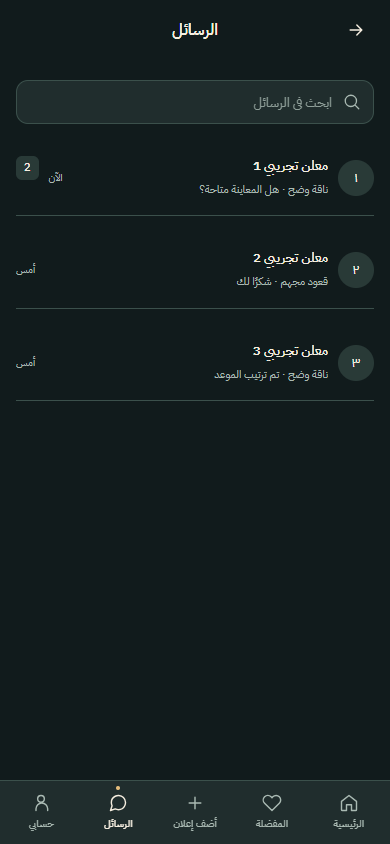 الرسائل
ابحث في الرسائل
١
معلن تجريبي 1
ناقة وضح · هل المعاينة متاحة؟
الآن
2
٢
معلن تجريبي 2
قعود مجهم · شكرًا لك
أمس
٣
معلن تجريبي 3
ناقة وضح · تم ترتيب الموعد
أمس
الرئيسية
المفضلة
أضف إعلان
الرسائل
حسابي